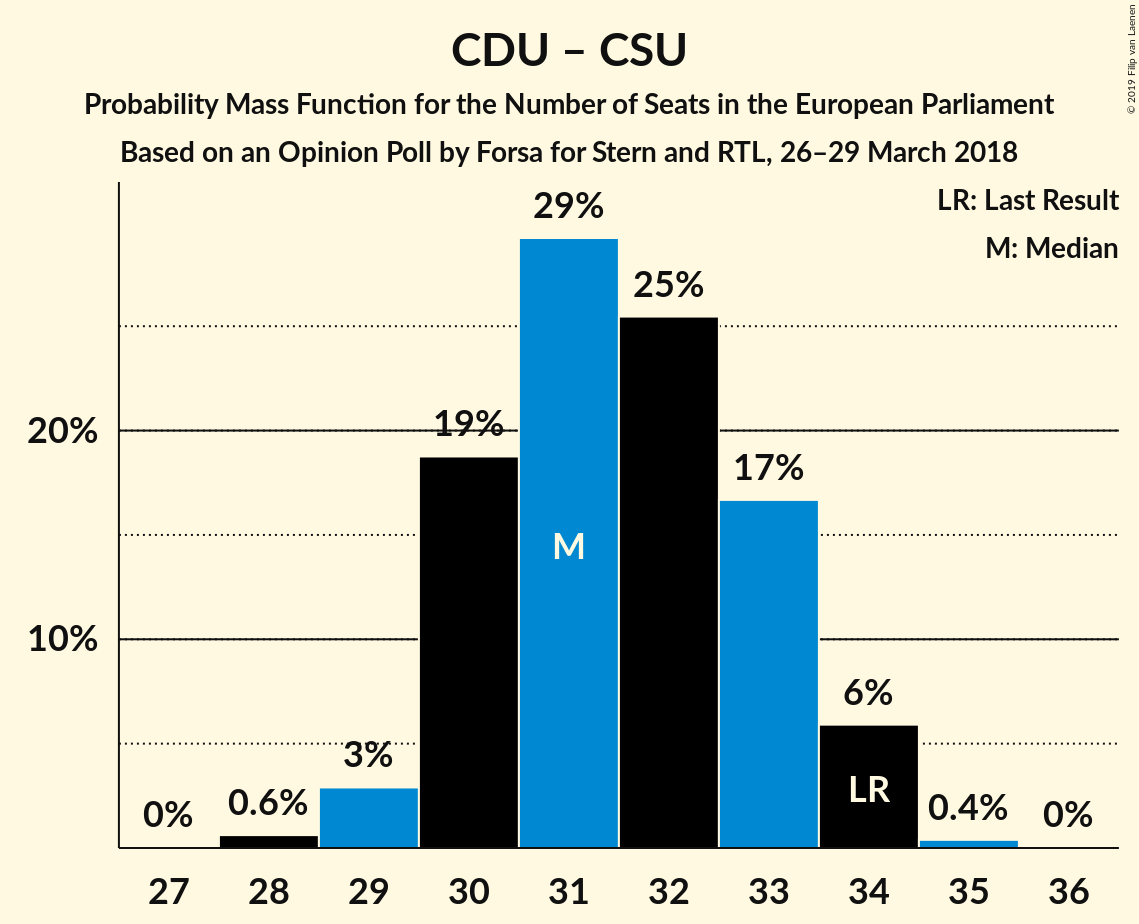 CDU – CSU
Probability Mass Function for the Number of Seats in the European Parliament
Based on an Opinion Poll by Forsa for Stern and RTL, 26–29 March 2018
© 2019 Filip van Laenen
LR: Last Result
M: Median
29%
25%
20%
19%
17%
M
10%
6%
3%
LR
0%
0.6%
0.4%
0%
27 28 29 30 31 32 33 34 35 36